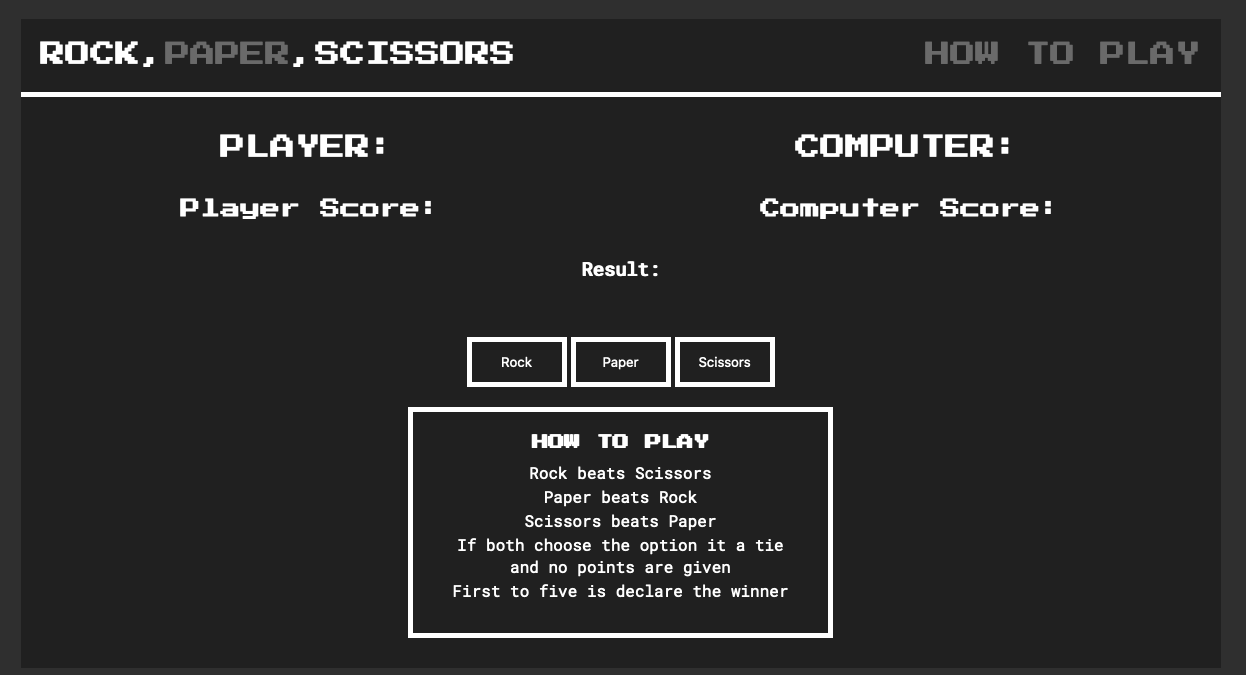 ROCK,PAPER,SCISSORS
HOW TO PLAY
PLAYER:
COMPUTER:
Player Score:
Computer Score:
Result:
Rock
Paper
Scissors
HOW TO PLAY
Rock beats Scissors
Paper beats Rock
Scissors beats Paper
If both choose the option it a tie
and no points are given
First to five is declare the winner